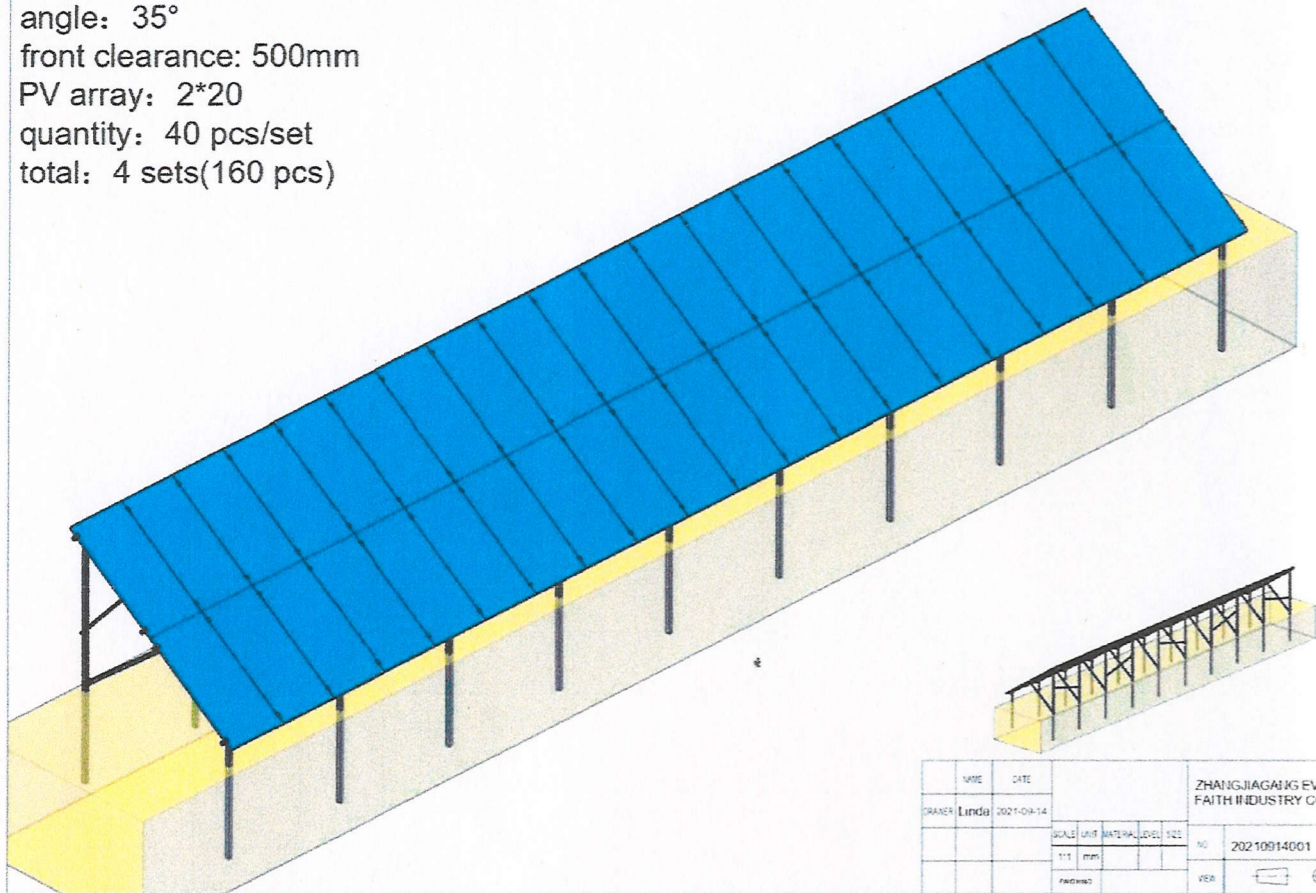 angle: 35°
front clearance: 500mm
PV array: 2*20
quantity: 40 pcs/set
total: 4 sets(160 pcs)
NAME DATE
DRAWER Linda 2021-09-14
SCALE UNIT MATERIAL LEVEL SIZE
1:1 mm
ZHANGJIAGANG EV
FAITH INDUSTRY C
NO 20210914001
VIEW